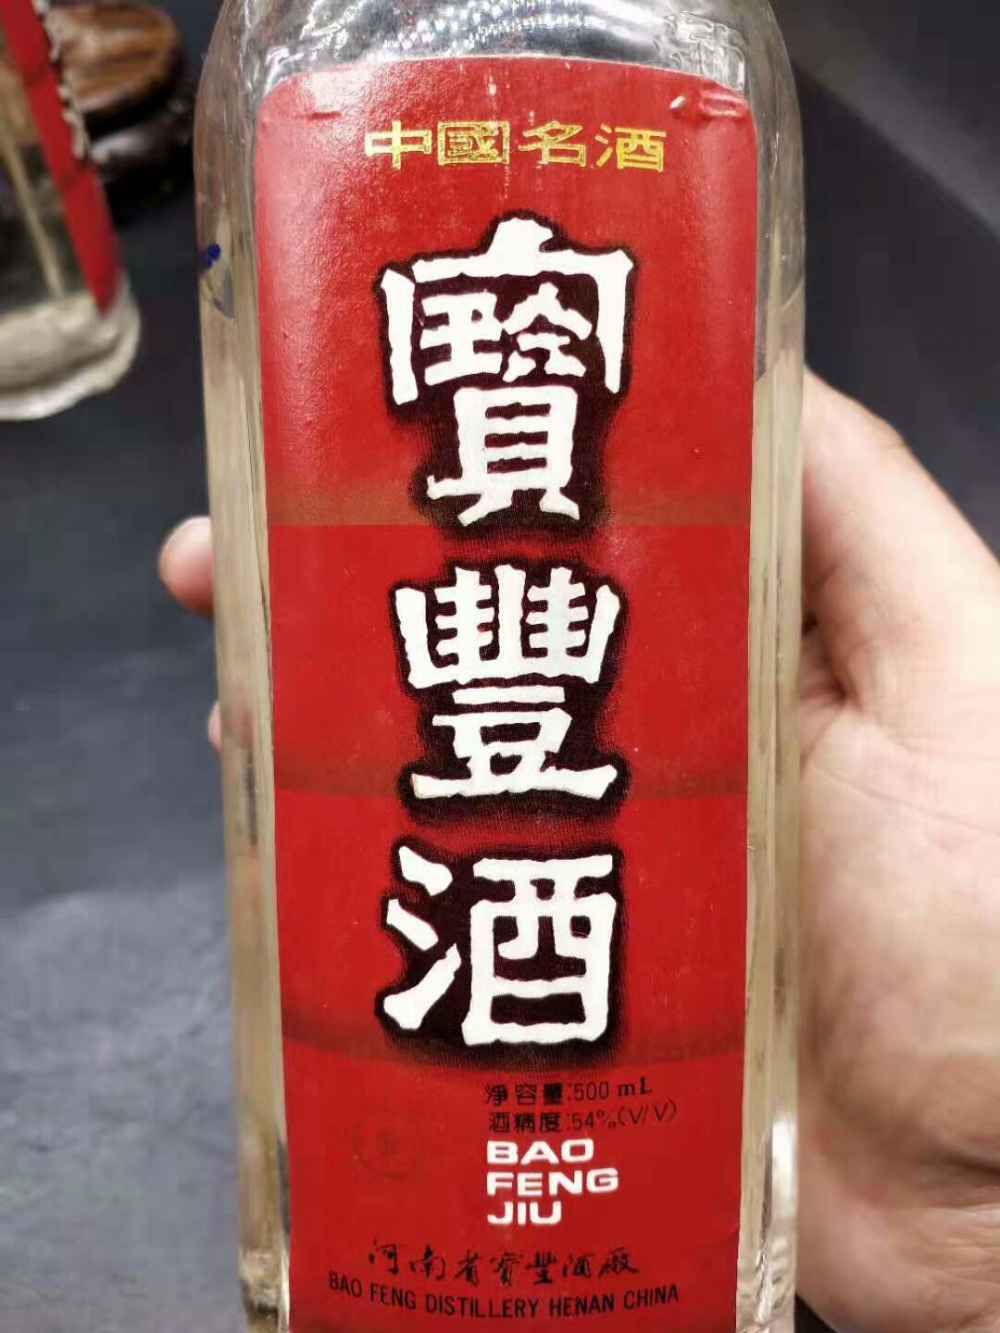 中國名酒
寶豐酒
淨容量:500 mL
酒精度:54%(V/V)
BAO
FENG
JIU
河南省寶豐酒廠
BAO FENG DISTILLERY HENAN CHINA